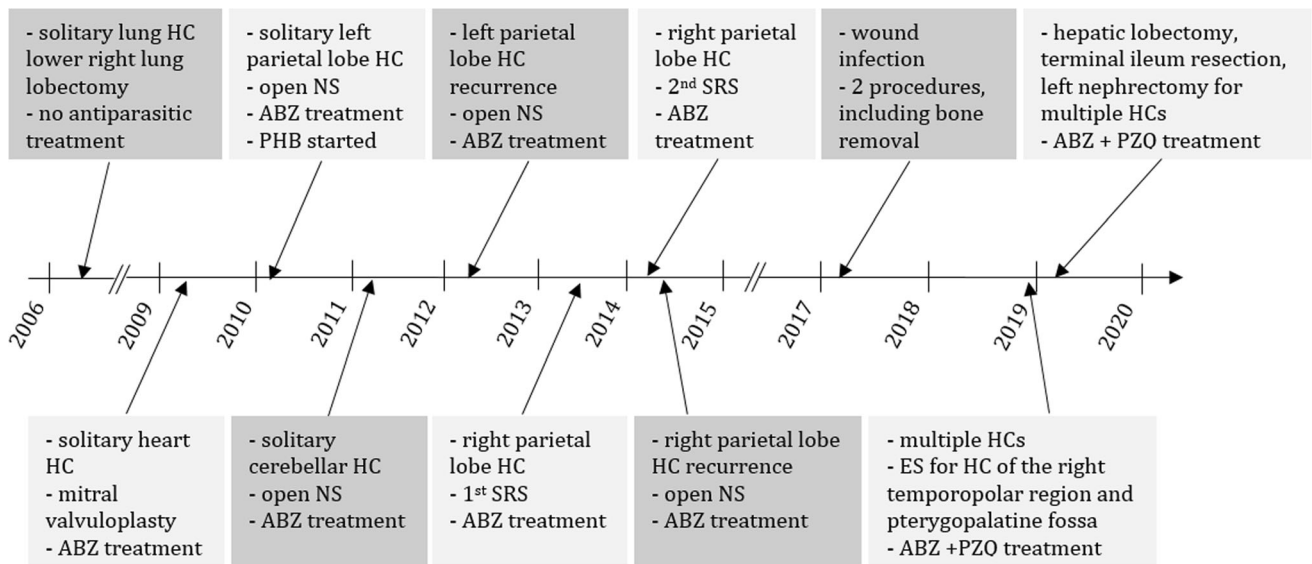 - solitary lung HC
lower right lung
lobectomy
- no antiparasitic
treatment
- solitary left
parietal lobe HC
- open NS
- ABZ treatment
- PHB started
- left parietal
lobe HC
recurrence
- open NS
- ABZ treatment
- right parietal
lobe HC
- 2nd SRS
- ABZ
treatment
- wound
infection
- 2 procedures,
including bone
removal
- hepatic lobectomy,
terminal ileum resection,
left nephrectomy for
multiple HCs
- ABZ + PZQ treatment
2006
2009
2010
2011
2012
2013
2014
2015
2017
2018
2019
2020
- solitary heart
HC
- mitral
valvuloplasty
- ABZ treatment
- solitary
cerebellar HC
- open NS
- ABZ treatment
- right parietal
lobe HC
- 1st SRS
- ABZ treatment
- right parietal lobe
HC recurrence
- open NS
- ABZ treatment
- multiple HCs
- ES for HC of the right
temporopolar region and
pterygopalatine fossa
- ABZ +PZQ treatment